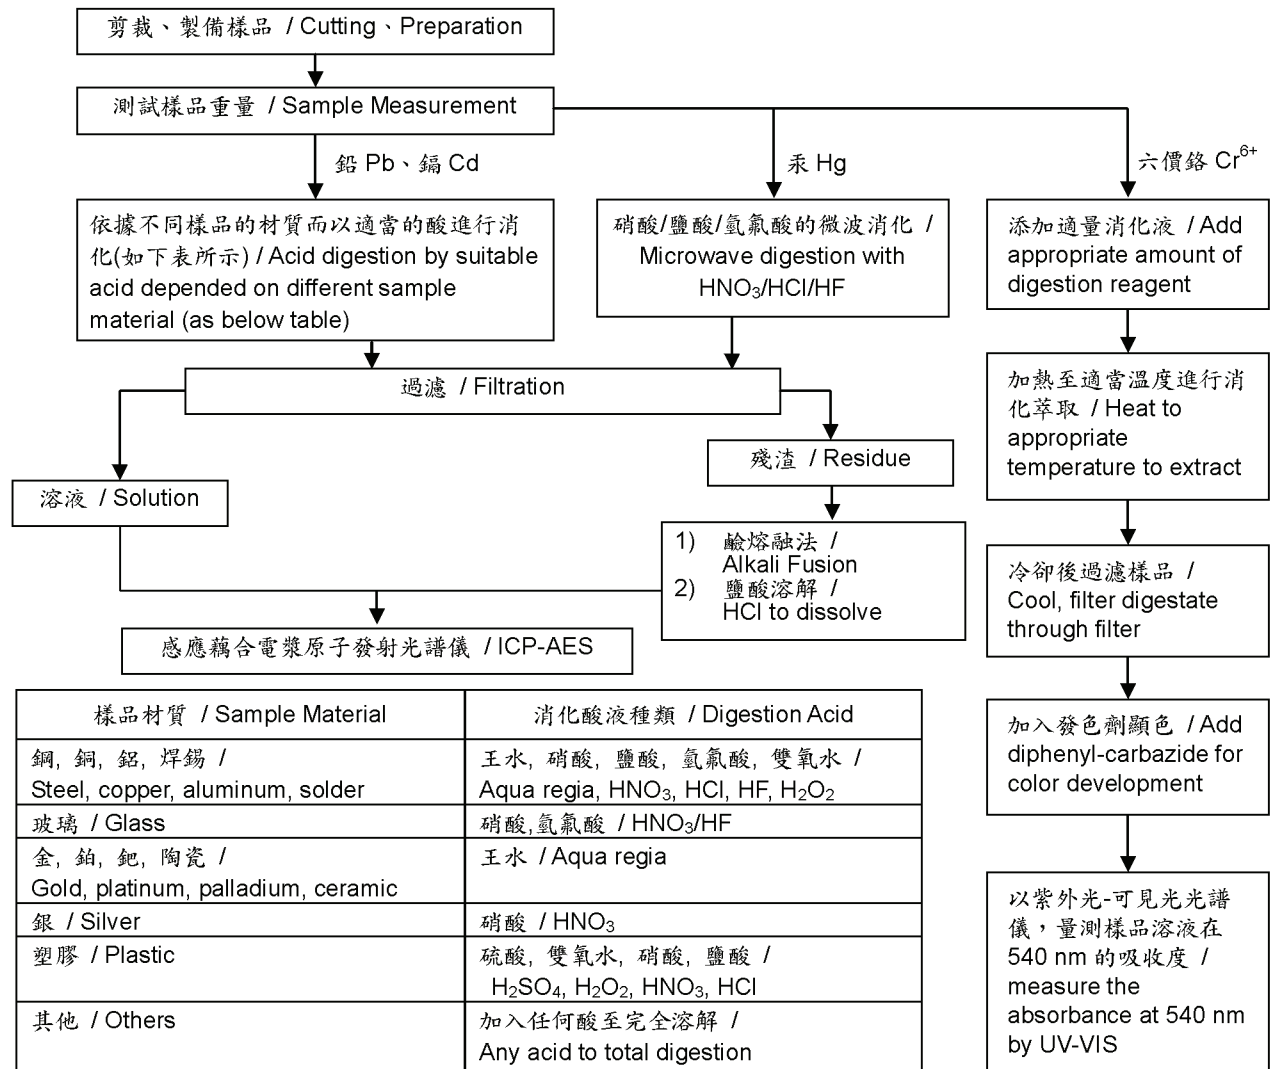 剪裁、製備樣品 / Cutting、Preparation
測試樣品重量 / Sample Measurement
鉛 Pb、鎘 Cd
汞 Hg
六價鉻 Cr⁶⁺
依據不同樣品的材質而以適當的酸進行消
化(如下表所示) / Acid digestion by suitable
acid depended on different sample
material (as below table)
硝酸/鹽酸/氫氟酸的微波消化 /
Microwave digestion with
HNO₃/HCl/HF
添加適量消化液 / Add
appropriate amount of
digestion reagent
過濾 / Filtration
加熱至適當溫度進行消
化萃取 / Heat to
appropriate
temperature to extract
殘渣 / Residue
溶液 / Solution
1) 鹼熔融法 /
Alkali Fusion
2) 鹽酸溶解 /
HCl to dissolve
冷卻後過濾樣品 /
Cool, filter digestate
through filter
感應藕合電漿原子發射光譜儀 / ICP-AES
加入發色劑顯色 / Add
diphenyl-carbazide for
color development
以紫外光-可見光光譜
儀，量測樣品溶液在
540 nm 的吸收度 /
measure the
absorbance at 540 nm
by UV-VIS
樣品材質 / Sample Material
消化酸液種類 / Digestion Acid
鋼, 銅, 鋁, 焊錫 /
Steel, copper, aluminum, solder
王水, 硝酸, 鹽酸, 氫氟酸, 雙氧水 /
Aqua regia, HNO₃, HCl, HF, H₂O₂
玻璃 / Glass
硝酸,氫氟酸 / HNO₃/HF
金, 鉑, 鈀, 陶瓷 /
Gold, platinum, palladium, ceramic
王水 / Aqua regia
銀 / Silver
硝酸 / HNO₃
塑膠 / Plastic
硫酸, 雙氧水, 硝酸, 鹽酸 /
H₂SO₄, H₂O₂, HNO₃, HCl
其他 / Others
加入任何酸至完全溶解 /
Any acid to total digestion